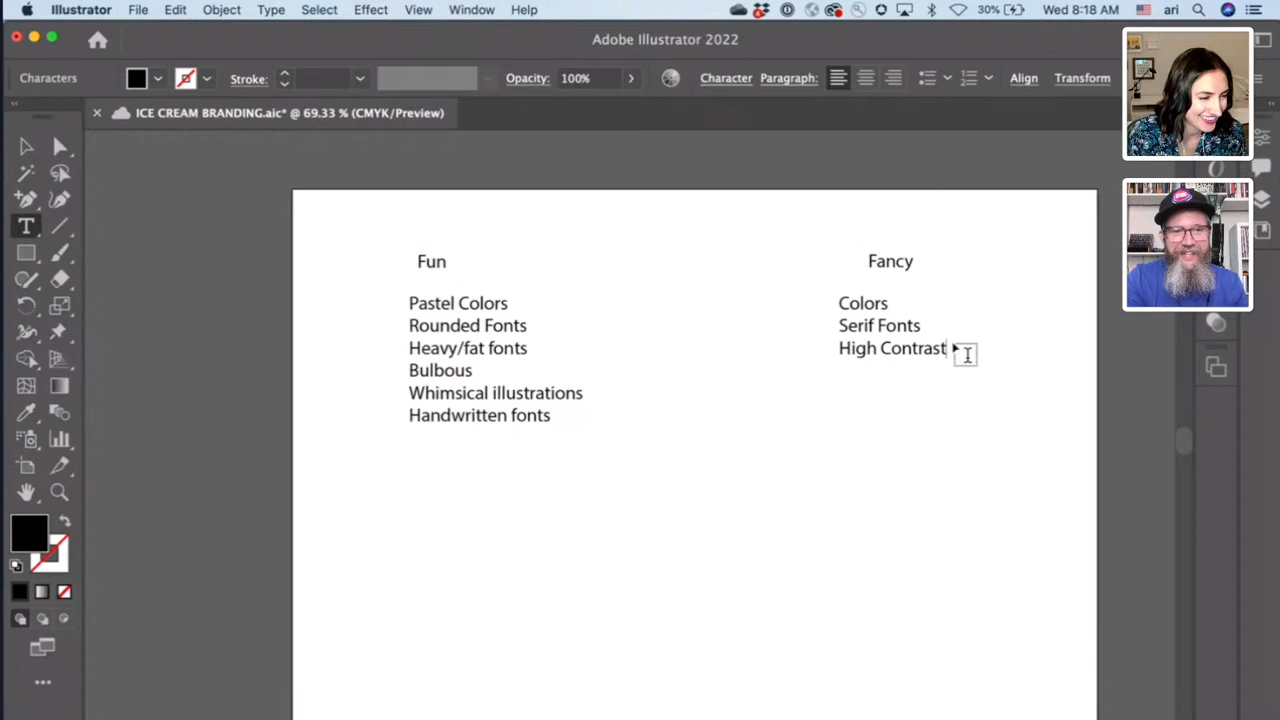 Illustrator File Edit Object Type Select Effect View Window Help 30% Wed 8:18 AM ari
Adobe Illustrator 2022
Characters Stroke: Opacity: 100% Character Paragraph: Align Transform
ICE CREAM BRANDING.aic* @ 69.33 % (CMYK/Preview)
Fun
Pastel Colors
Rounded Fonts
Heavy/fat fonts
Bulbous
Whimsical illustrations
Handwritten fonts
Fancy
Colors
Serif Fonts
High Contrast